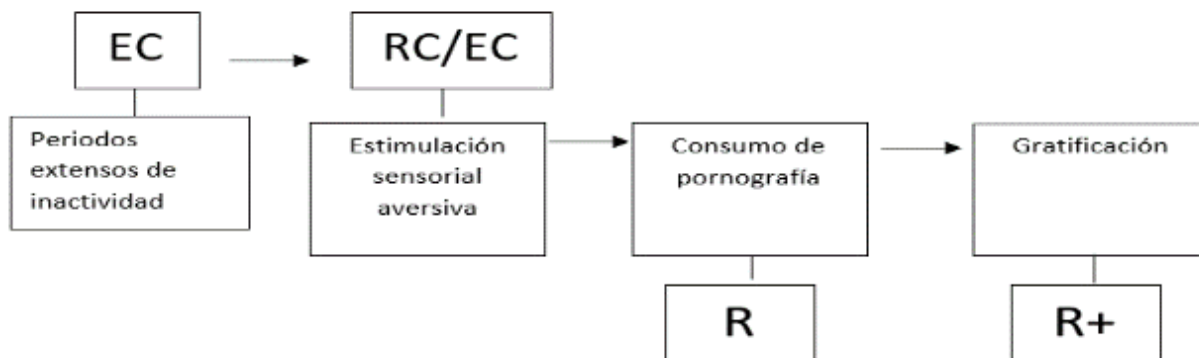 EC
RC/EC
Periodos
extensos de
inactividad
Estimulación
sensorial
aversiva
Consumo de
pornografía
Gratificación
R
R+